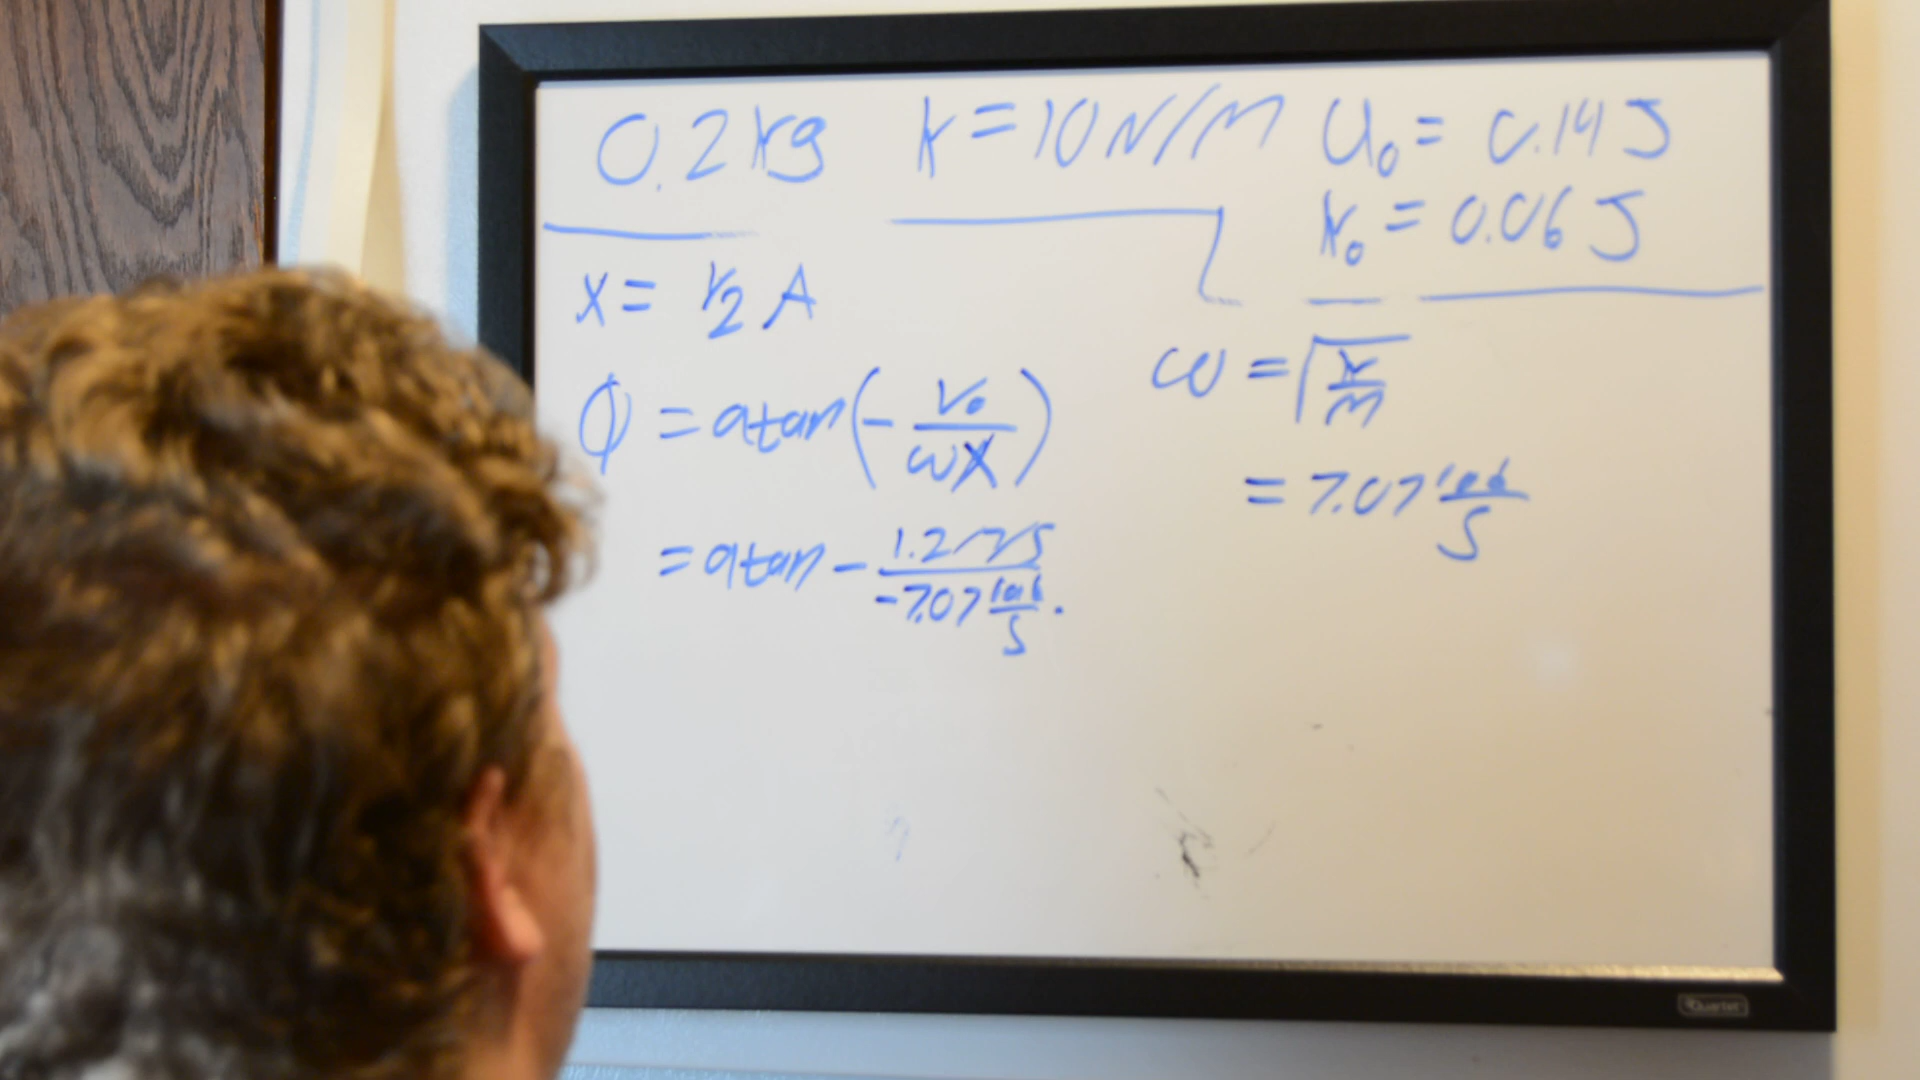 0.2 kg k = 10 N/m U₀ = 0.14 J
K₀ = 0.06 J
x = 1/2 A
ω = √(k/m)
ϕ = atan(- V₀/ωX)
= 7.07 rad/s
= atan - 1.2 m/s / -7.07 rad/s .
Quartet